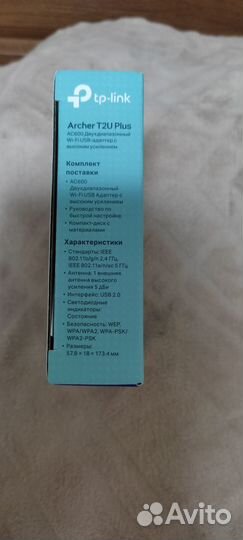 tp-link
Archer T2U Plus
AC600 Двухдиапазонный
Wi-Fi USB-адаптер с
высоким усилением
Комплект
поставки
• AC600
Двухдиапазонный
Wi-Fi USB Адаптер с
высоким усилением
• Руководство по
быстрой настройке
• Компакт-диск с
материалами
Характеристики
• Стандарты: IEEE
802.11b/g/n 2,4 ГГц,
IEEE 802.11a/n/ac 5 ГГц
• Антенна: 1 внешняя
антенна высокого
усиления 5 дБи
• Интерфейс: USB 2.0
• Светодиодные
индикаторы:
Состояние
• Безопасность: WEP,
WPA/WPA2, WPA-PSK/
WPA2-PSK
• Размеры:
57,8 × 18 × 173,4 мм
Avito